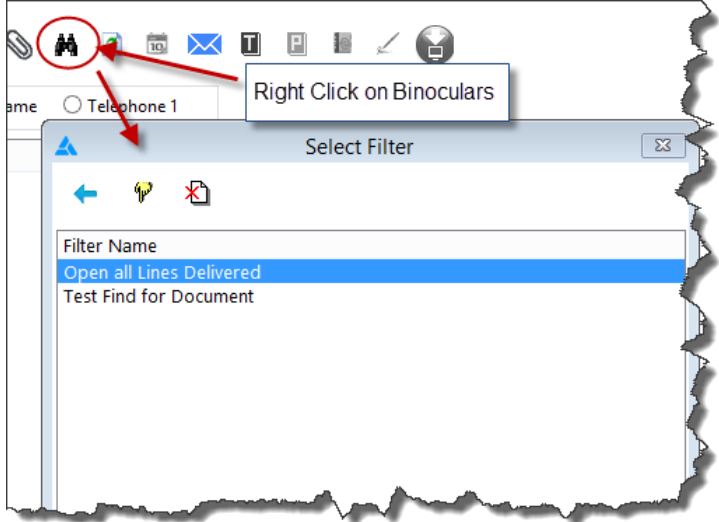 10
T
P
Right Click on Binoculars
ame
Telephone 1
Select Filter
Filter Name
Open all Lines Delivered
Test Find for Document